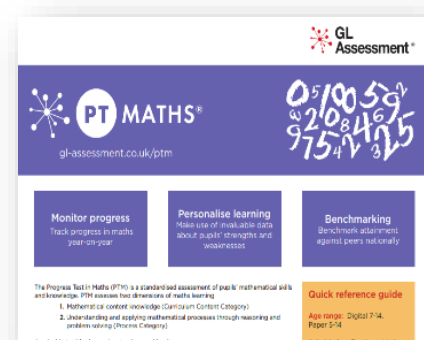 GL
Assessment®
PT MATHS®
gl-assessment.co.uk/ptm
Monitor progress
Track progress in maths
year-on-year
Personalise learning
Make use of invaluable data
about pupils' strengths and
weaknesses
Benchmarking
Benchmark attainment
against peers nationally
The Progress Test in Maths (PTM) is a standardised assessment of pupils' mathematical skills
and knowledge. PTM assesses two dimensions of maths learning
1. Mathematical content knowledge (Curriculum Content Category)
2. Understanding and applying mathematical processes through reasoning and
problem solving (Process Category)
Quick reference guide
Age range: Digital 7-14,
Paper 5-14